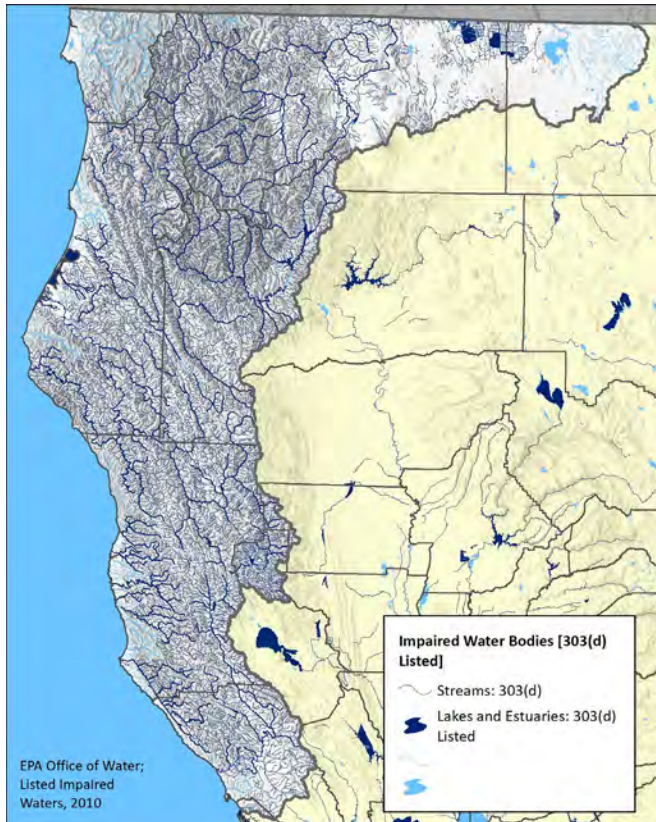 Impaired Water Bodies [303(d)
Listed]
Streams: 303(d)
Lakes and Estuaries: 303(d)
Listed
EPA Office of Water;
Listed Impaired
Waters, 2010